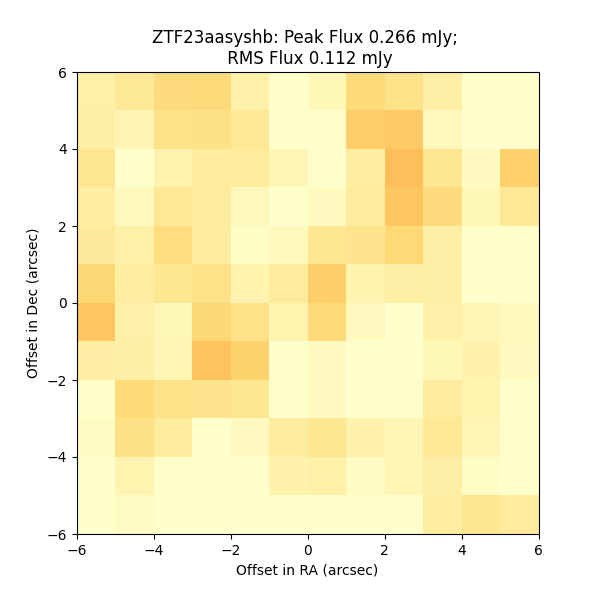 ZTF23aasyshb: Peak Flux 0.266 mJy;
RMS Flux 0.112 mJy
6
4
2
0
−2
−4
−6
Offset in Dec (arcsec)
−6 −4 −2 0 2 4 6
Offset in RA (arcsec)